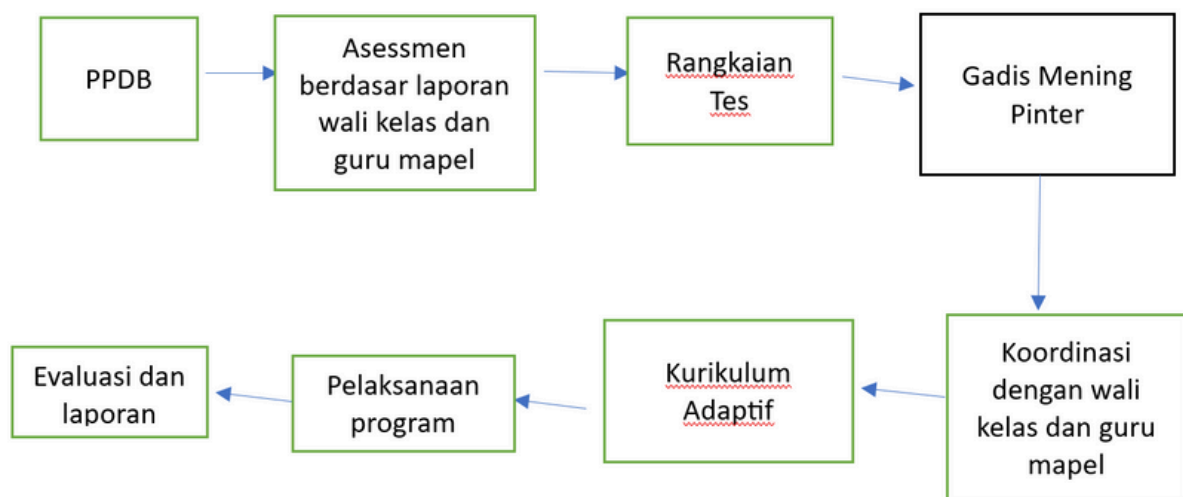 PPDB
Asessmen
berdasar laporan
wali kelas dan
guru mapel
Rangkaian
Tes
Gadis Mening
Pinter
Koordinasi
dengan wali
kelas dan guru
mapel
Kurikulum
Adaptif
Pelaksanaan
program
Evaluasi dan
laporan